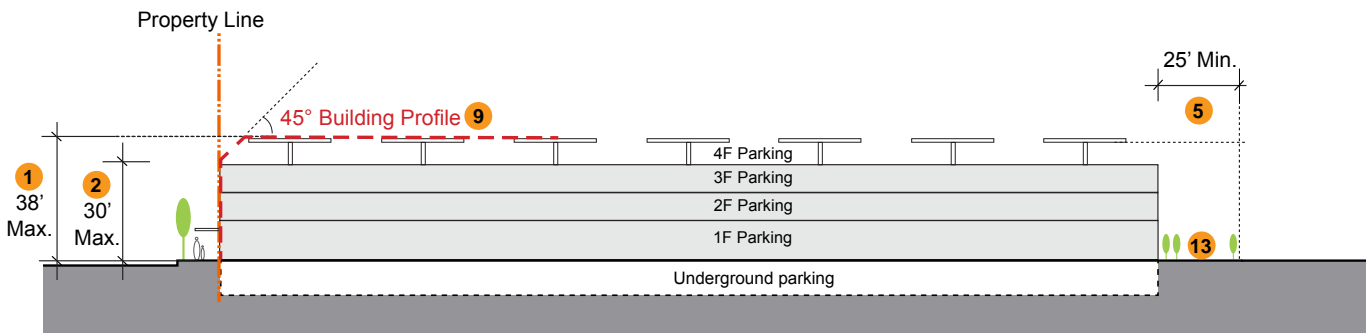 Property Line
25' Min.
5
45° Building Profile 9
4F Parking
1
38'
Max.
2
30'
Max.
3F Parking
2F Parking
1F Parking
13
Underground parking